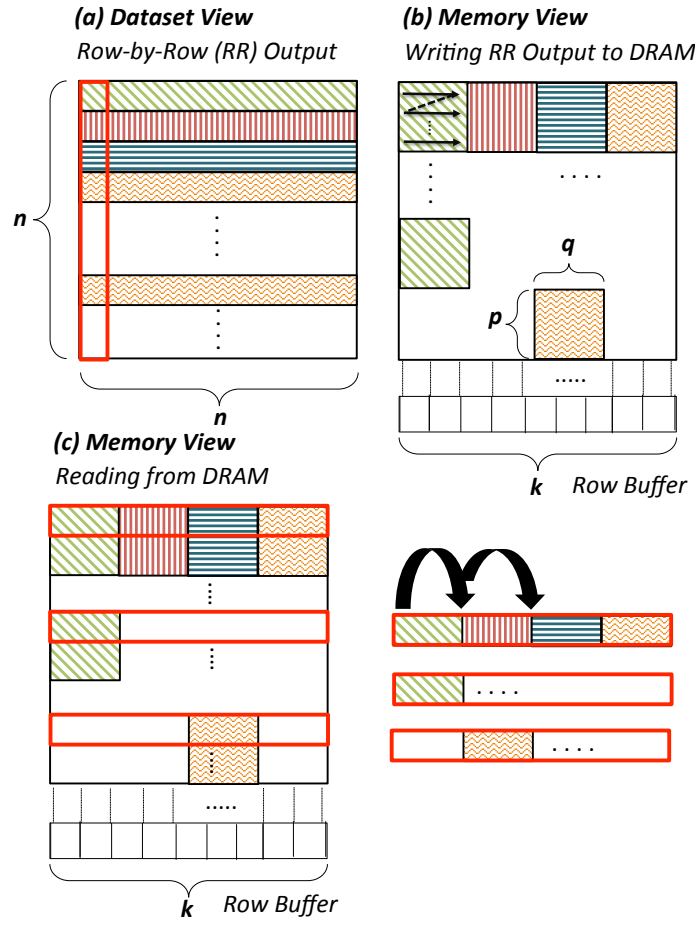 (a) Dataset View
Row-by-Row (RR) Output
n
n
(b) Memory View
Writing RR Output to DRAM
q
p
k
Row Buffer
(c) Memory View
Reading from DRAM
k
Row Buffer